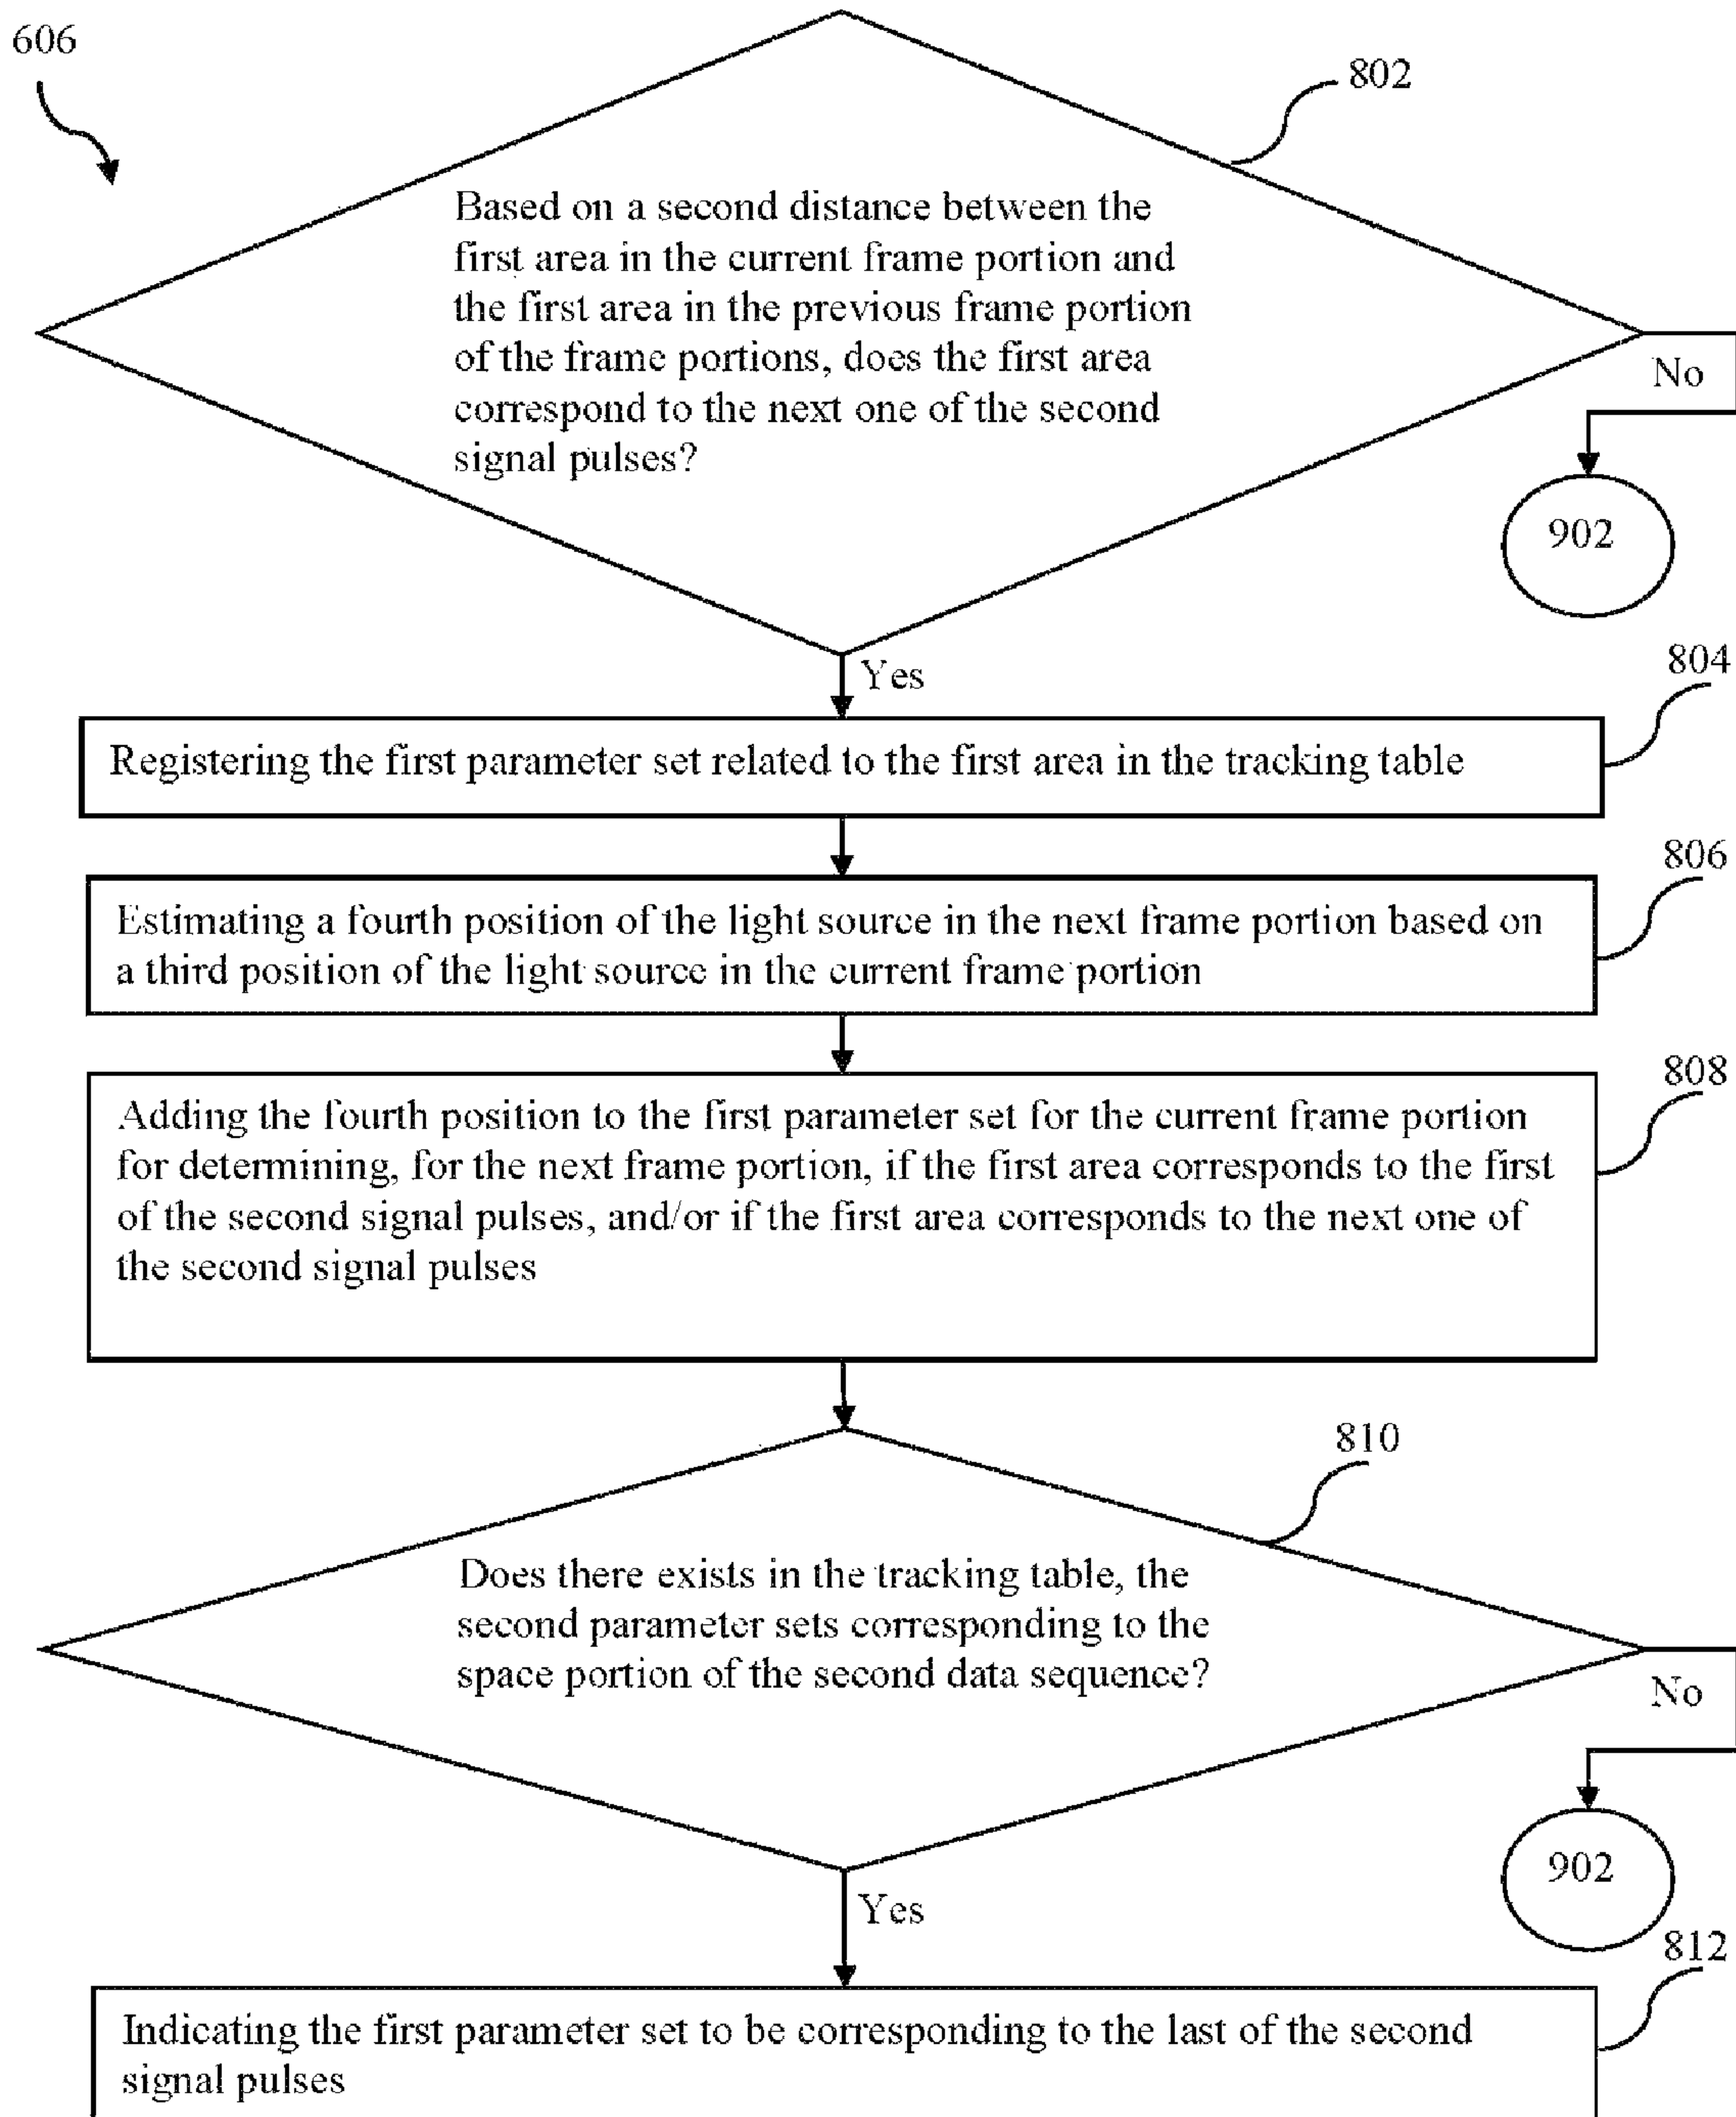 606
802
Based on a second distance between the
first area in the current frame portion and
the first area in the previous frame portion
of the frame portions, does the first area
correspond to the next one of the second
signal pulses?
No
902
Yes
804
Registering the first parameter set related to the first area in the tracking table
806
Estimating a fourth position of the light source in the next frame portion based on
a third position of the light source in the current frame portion
808
Adding the fourth position to the first parameter set for the current frame portion
for determining, for the next frame portion, if the first area corresponds to the first
of the second signal pulses, and/or if the first area corresponds to the next one of
the second signal pulses
810
Does there exists in the tracking table, the
second parameter sets corresponding to the
space portion of the second data sequence?
No
902
Yes
812
Indicating the first parameter set to be corresponding to the last of the second
signal pulses